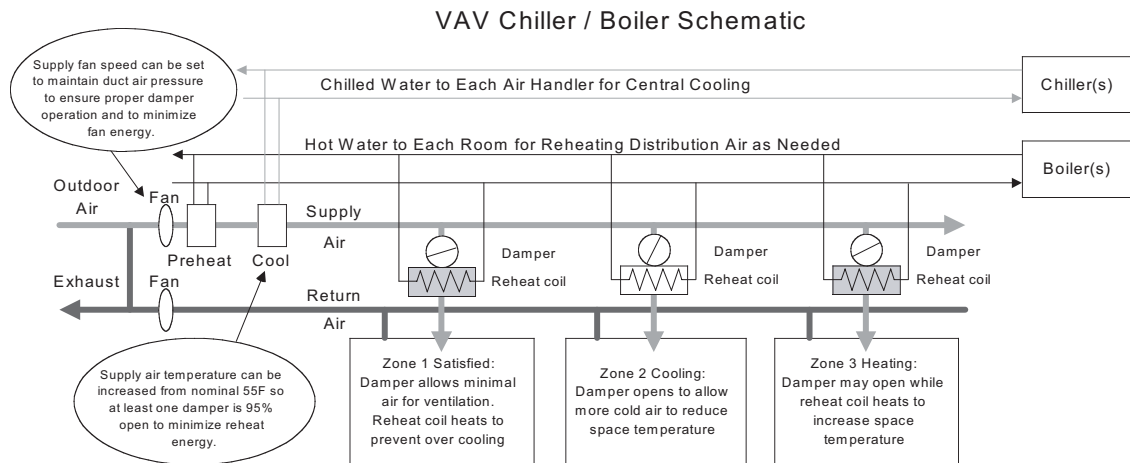 VAV Chiller / Boiler Schematic
Supply fan speed can be set
to maintain duct air pressure
to ensure proper damper
operation and to minimize
fan energy.
Chilled Water to Each Air Handler for Central Cooling
Chiller(s)
Hot Water to Each Room for Reheating Distribution Air as Needed
Boiler(s)
Outdoor
Air
Fan
Supply
Air
Preheat
Cool
Damper
Reheat coil
Damper
Reheat coil
Damper
Reheat coil
Exhaust
Fan
Return
Air
Supply air temperature can be
increased from nominal 55F so
at least one damper is 95%
open to minimize reheat
energy.
Zone 1 Satisfied:
Damper allows minimal
air for ventilation.
Reheat coil heats to
prevent over cooling
Zone 2 Cooling:
Damper opens to allow
more cold air to reduce
space temperature
Zone 3 Heating:
Damper may open while
reheat coil heats to
increase space
temperature